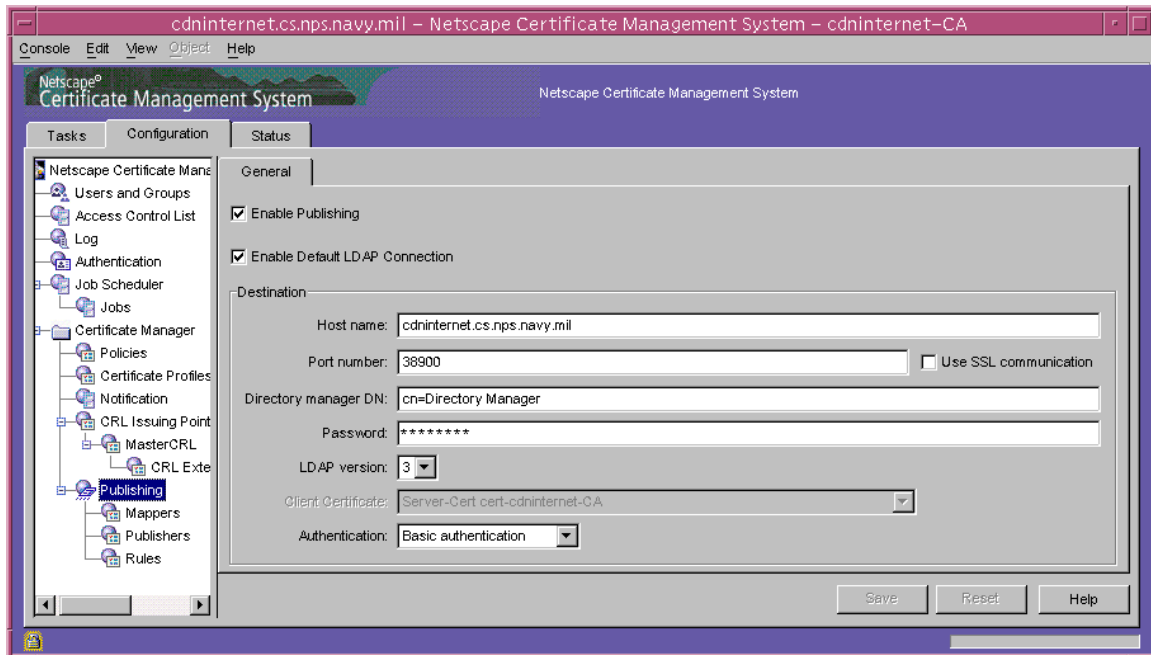 cdninternet.cs.nps.navy.mil – Netscape Certificate Management System – cdninternet-CA
Console Edit View Object Help
Netscape®
Certificate Management System
Netscape Certificate Management System
Tasks Configuration Status
Netscape Certificate Mana
Users and Groups
Access Control List
Log
Authentication
Job Scheduler
Jobs
Certificate Manager
Policies
Certificate Profiles
Notification
CRL Issuing Point
MasterCRL
CRL Exte
Publishing
Mappers
Publishers
Rules
General
Enable Publishing
Enable Default LDAP Connection
Destination
Host name: cdninternet.cs.nps.navy.mil
Port number: 38900 Use SSL communication
Directory manager DN: cn=Directory Manager
Password: ********
LDAP version: 3
Client Certificate: Server-Cert cert-cdninternet-CA
Authentication: Basic authentication
Save Reset Help